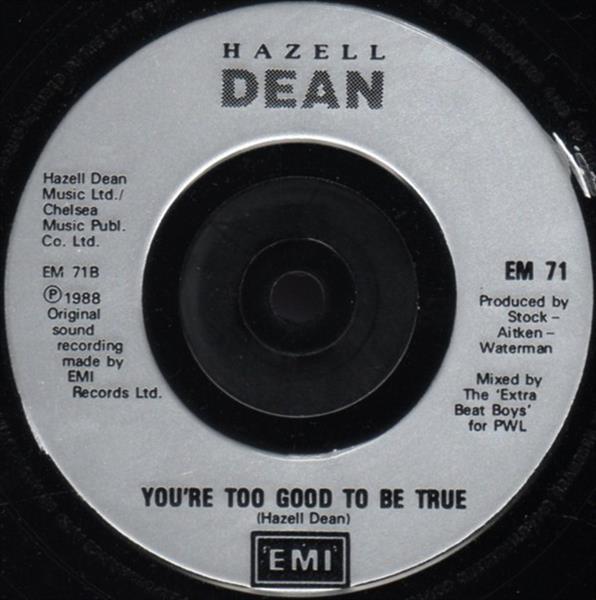 HAZELL
DEAN
Hazell Dean
Music Ltd./
Chelsea
Music Publ.
Co. Ltd.
EM 71B
Ⓟ1988
Original
sound
recording
made by
EMI
Records Ltd.
EM 71
Produced by
Stock-
Aitken-
Waterman
Mixed by
The 'Extra
Beat Boys'
for PWL
YOU'RE TOO GOOD TO BE TRUE
(Hazell Dean)
EMI